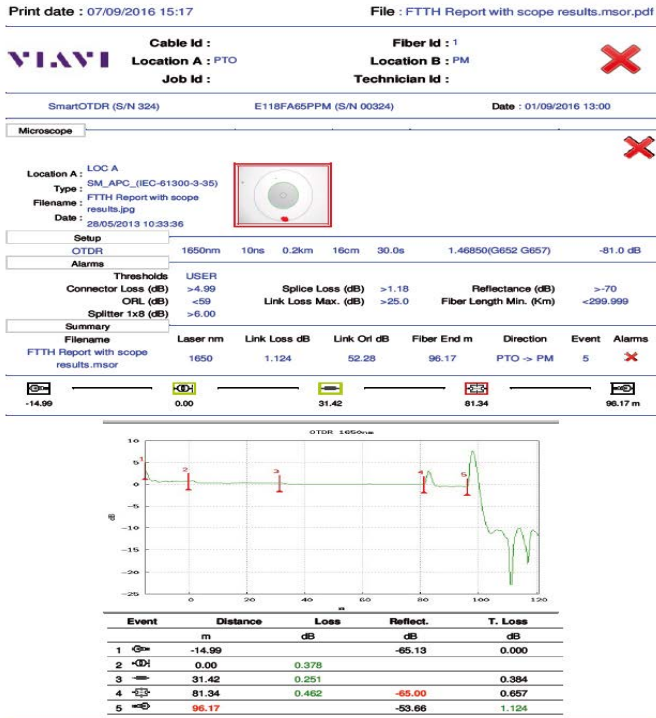 Print date : 07/09/2016 15:17 File : FTTH Report with scope results.msor.pdf
VIAVI
Cable Id : Fiber Id : 1
Location A : PTO Location B : PM
Job Id : Technician Id :
SmartOTDR (S/N 324) E118FA65PPM (S/N 00324) Date : 01/09/2016 13:00
Microscope
Location A : LOC A
Type : SM_APC_(IEC-61300-3-35)
Filename : FTTH Report with scope
results.jpg
Date : 28/05/2013 10:33:36
Setup
OTDR 1650nm 10ns 0.2km 16cm 30.0s 1.46850(G652 G657) -81.0 dB
Alarms
Thresholds USER
Connector Loss (dB) >4.99 Splice Loss (dB) >1.18 Reflectance (dB) >-70
ORL (dB) <59 Link Loss Max. (dB) >25.0 Fiber Length Min. (Km) <299.999
Splitter 1x8 (dB) >6.00
Summary
Filename Laser nm Link Loss dB Link Orl dB Fiber End m Direction Event Alarms
FTTH Report with scope
results.msor 1650 1.124 52.28 96.17 PTO -> PM 5
-14.99 0.00 31.42 81.34 96.17 m
OTDR 1650nm
10
5
0
-5
-10
-15
-20
-25
dB
1 2 3 4 5
0 20 40 60 80 100 120
m
Event Distance Loss Reflect. T. Loss
m dB dB dB
1 -14.99 -65.13 0.000
2 0.00 0.378
3 31.42 0.251 0.384
4 81.34 0.462 -65.00 0.657
5 96.17 -53.66 1.124